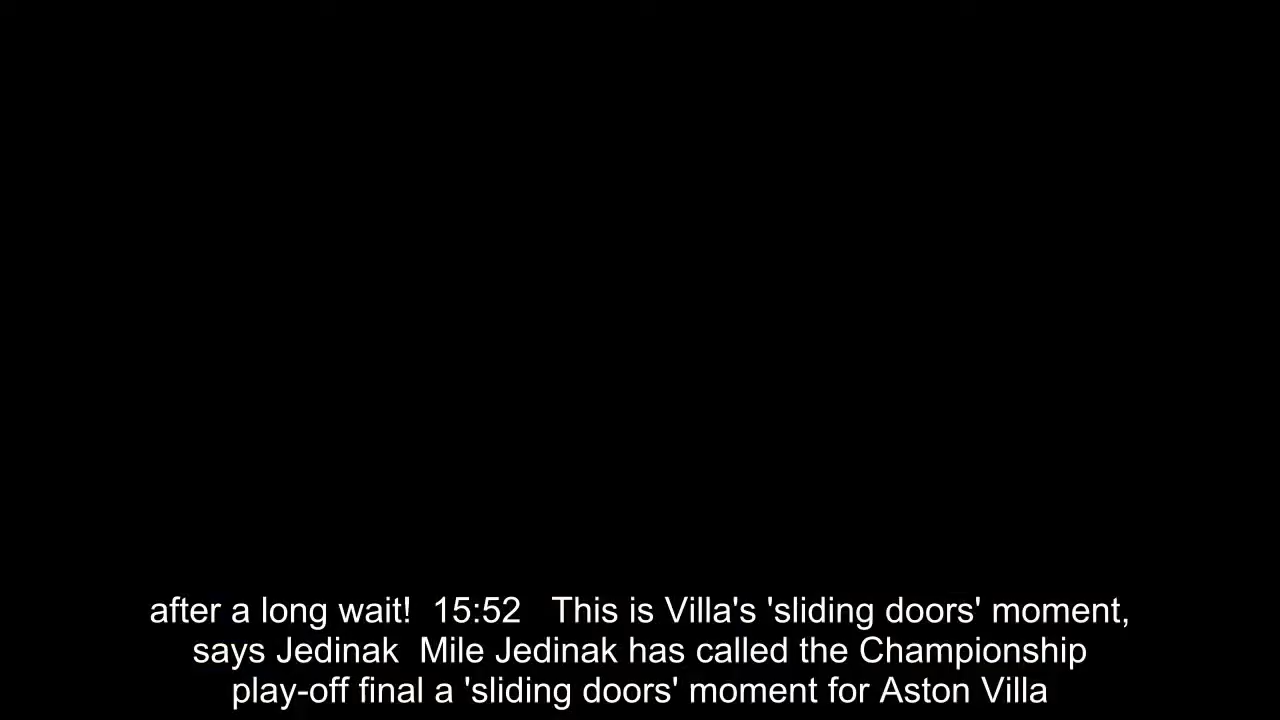 after a long wait!  15:52   This is Villa's 'sliding doors' moment,
says Jedinak  Mile Jedinak has called the Championship
play-off final a 'sliding doors' moment for Aston Villa